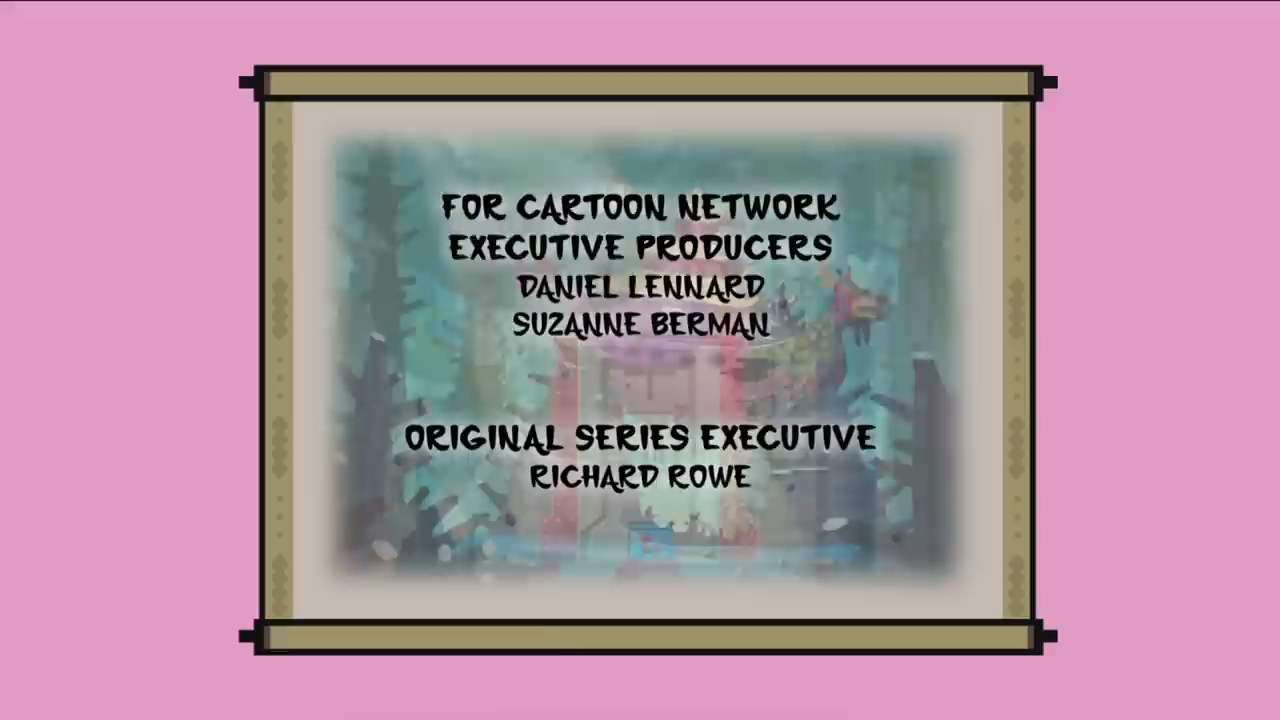 FOR CARTOON NETWORK
EXECUTIVE PRODUCERS
DANIEL LENNARD
SUZANNE BERMAN
ORIGINAL SERIES EXECUTIVE
RICHARD ROWE